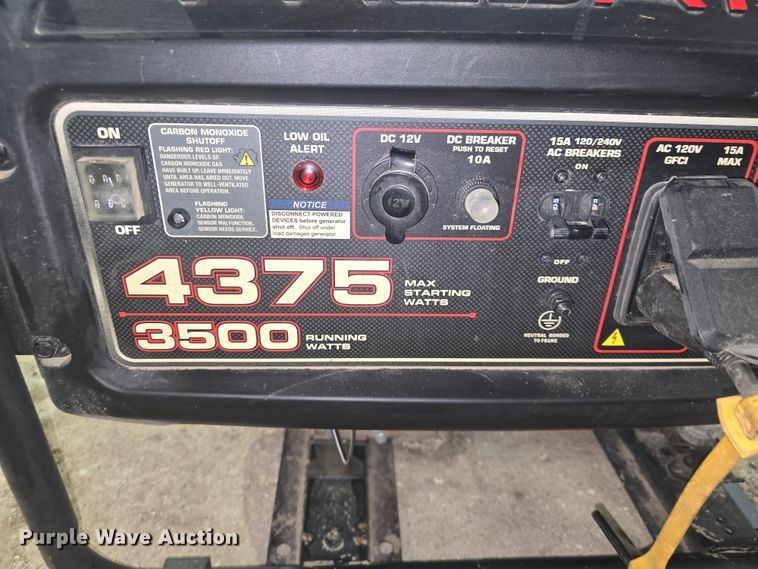 ON
OFF
CARBON MONOXIDE
SHUTOFF
FLASHING RED LIGHT:
DANGEROUS LEVELS OF
CARBON MONOXIDE GAS
HAVE BUILT UP. LEAVE IMMEDIATELY
UNTIL AREA HAS AIRED OUT. MOVE
GENERATOR TO WELL-VENTILATED
AREA BEFORE OPERATION.
FLASHING
YELLOW LIGHT:
CARBON MONOXIDE
SENSOR MALFUNCTION.
SENSOR NEEDS SERVICE.
LOW OIL
ALERT
NOTICE
DISCONNECT POWERED
DEVICES before generator
shut off. Shut off under
load damages generator.
DC 12V
12V
DC BREAKER
PUSH TO RESET
10A
SYSTEM FLOATING
15A 120/240V
AC BREAKERS
ON
OFF
GROUND
NEUTRAL BONDED
TO FRAME
AC 120V
GFCI
15A
MAX
4375
MAX
STARTING
WATTS
3500
RUNNING
WATTS
Purple Wave Auction